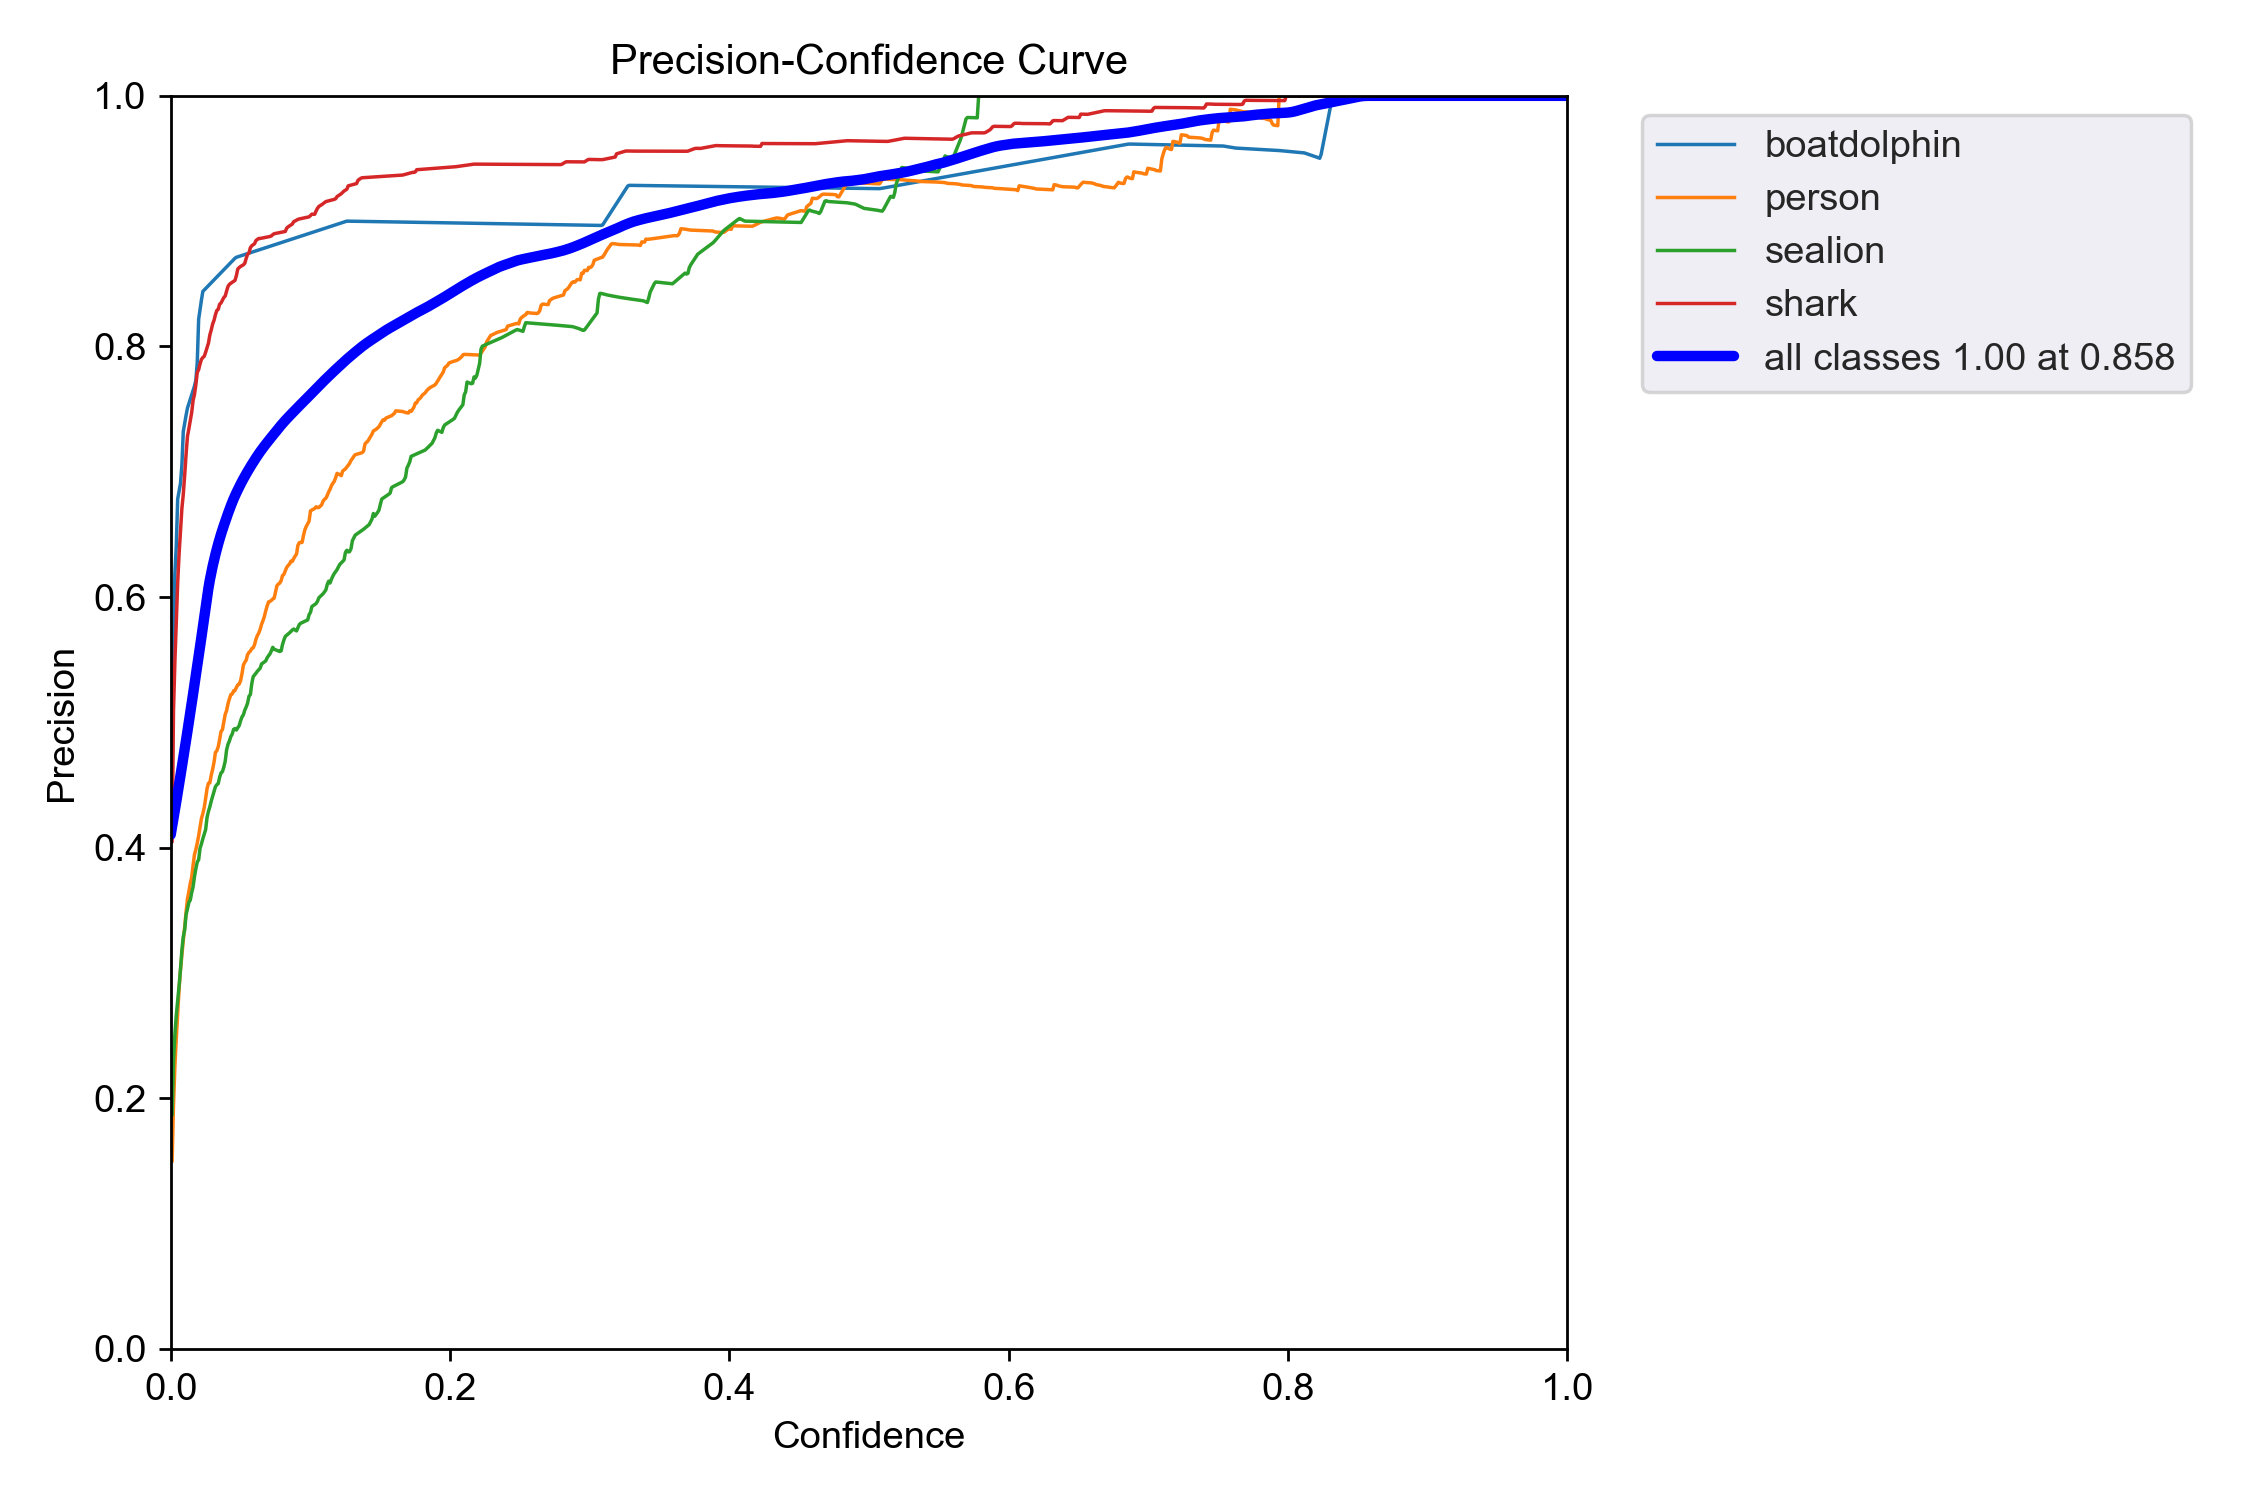 Precision-Confidence Curve
1.0
0.8
0.6
0.4
0.2
0.0
Precision
0.0 0.2 0.4 0.6 0.8 1.0
Confidence
boatdolphin
person
sealion
shark
all classes 1.00 at 0.858